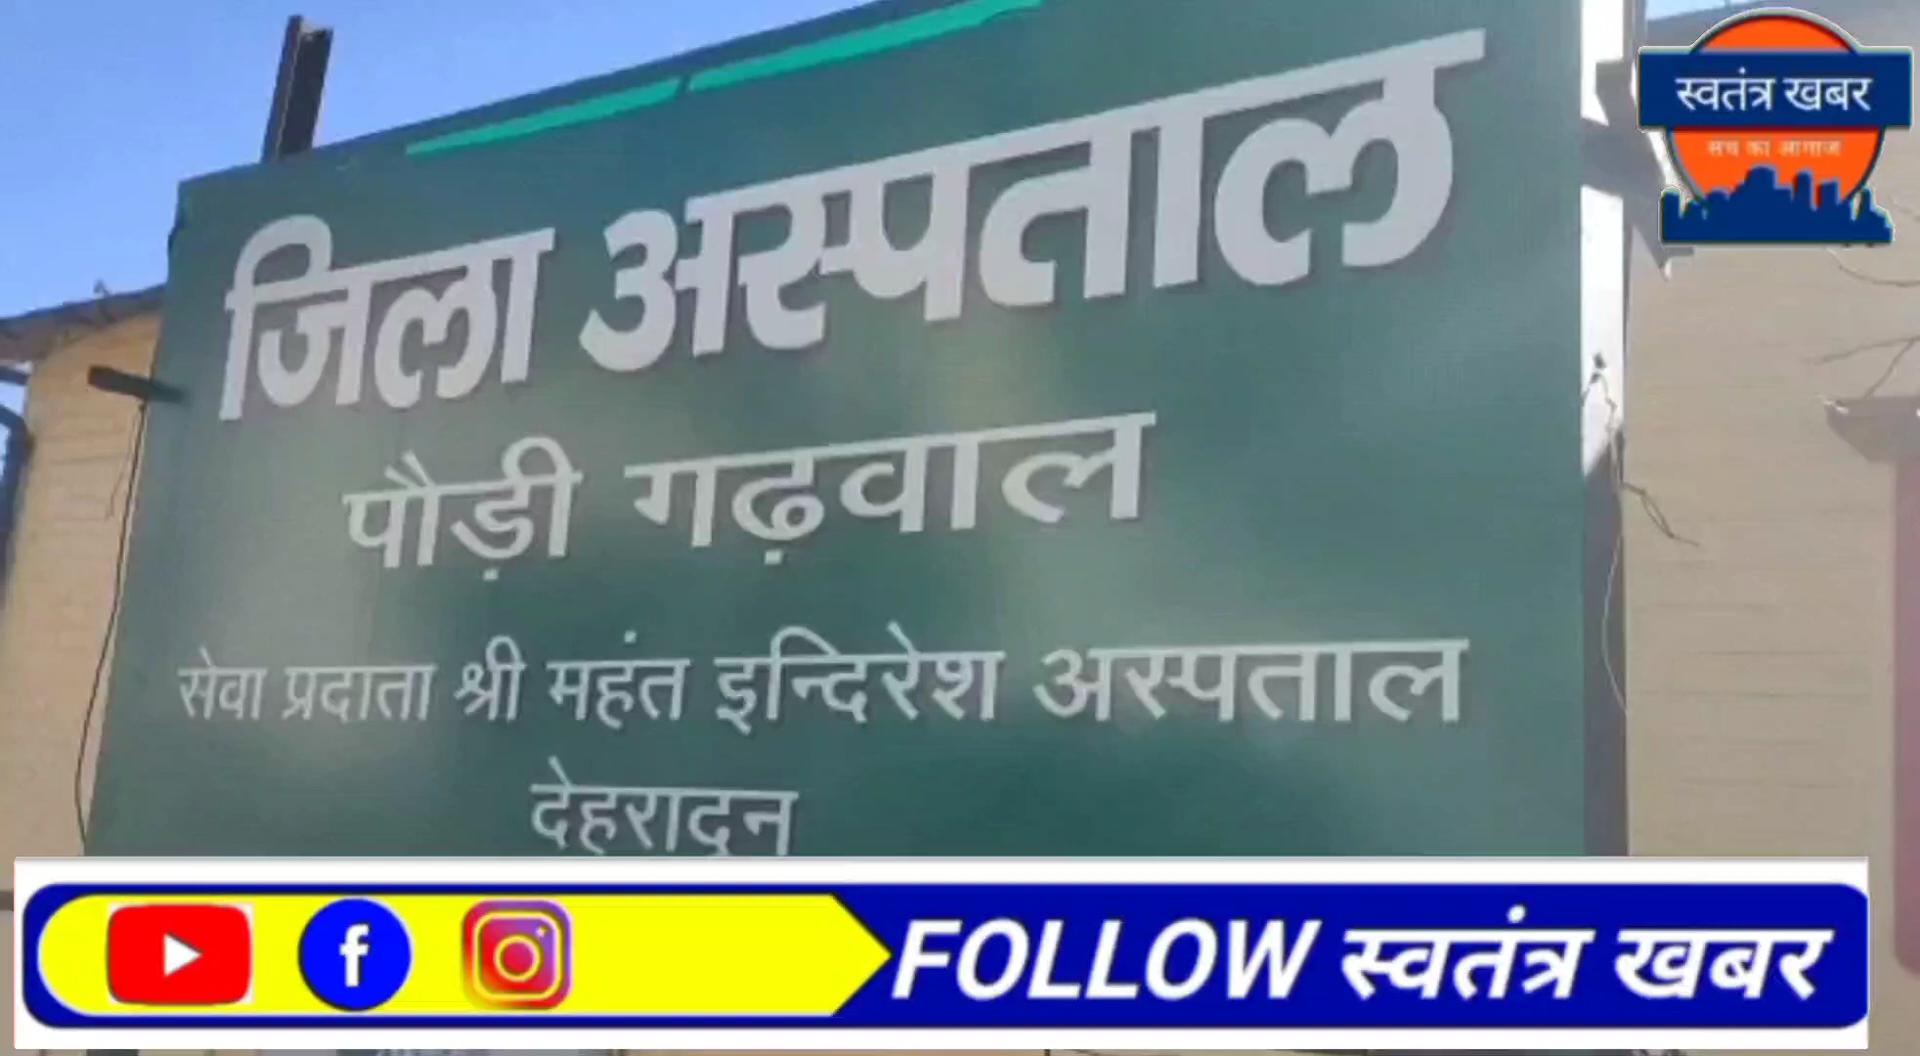 स्वतंत्र खबर
सच का आगाज
जिला अस्पताल
पौड़ी गढ़वाल
सेवा प्रदाता श्री महंत इन्दिरेश अस्पताल
देहरादून
FOLLOW स्वतंत्र खबर